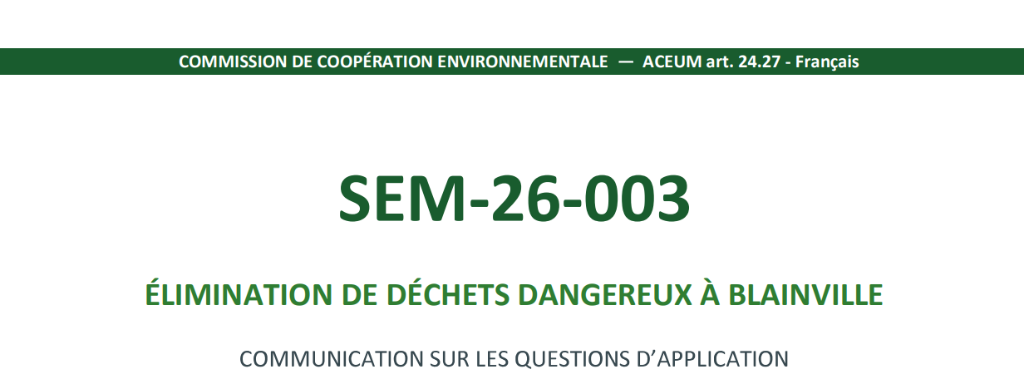 COMMISSION DE COOPÉRATION ENVIRONNEMENTALE — ACEUM art. 24.27 - Français
SEM-26-003
ÉLIMINATION DE DÉCHETS DANGEREUX À BLAINVILLE
COMMUNICATION SUR LES QUESTIONS D’APPLICATION